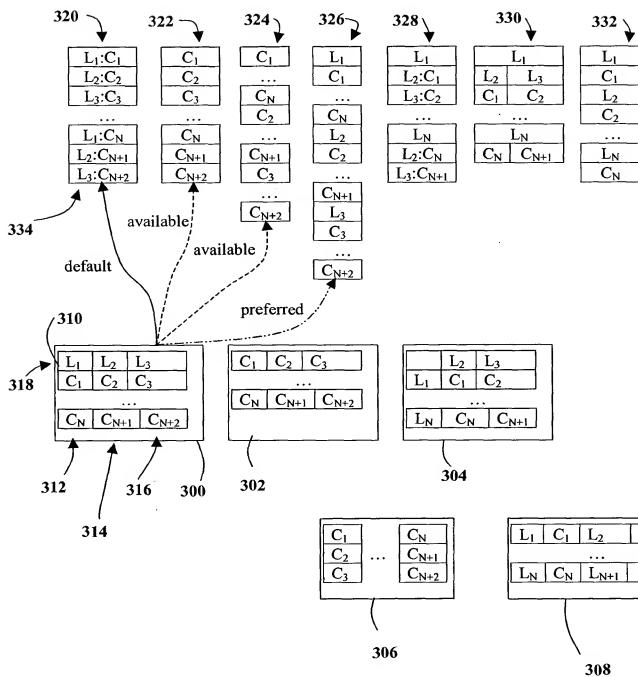 320 322 324 326 328 330 332
L1:C1
L2:C2
L3:C3
...
L1:CN
L2:CN+1
L3:CN+2
C1
C2
C3
...
CN
CN+1
CN+2
C1
...
CN
C2
...
CN+1
C3
...
CN+2
L1
C1
...
CN
L2
C2
...
CN+1
L3
C3
...
CN+2
L1
L2:C1
L3:C2
...
LN
L2:CN
L3:CN+1
L1
L2 L3
C1 C2
...
LN
CN CN+1
L1
C1
L2
C2
...
LN
CN
334
default
available
available
preferred
310
318
L1 L2 L3
C1 C2 C3
...
CN CN+1 CN+2
312
314
316
300
C1 C2 C3
...
CN CN+1 CN+2
302
L2 L3
L1 C1 C2
...
LN CN CN+1
304
C1 ... CN
C2 CN+1
C3 CN+2
306
L1 C1 L2
...
LN CN LN+1
308